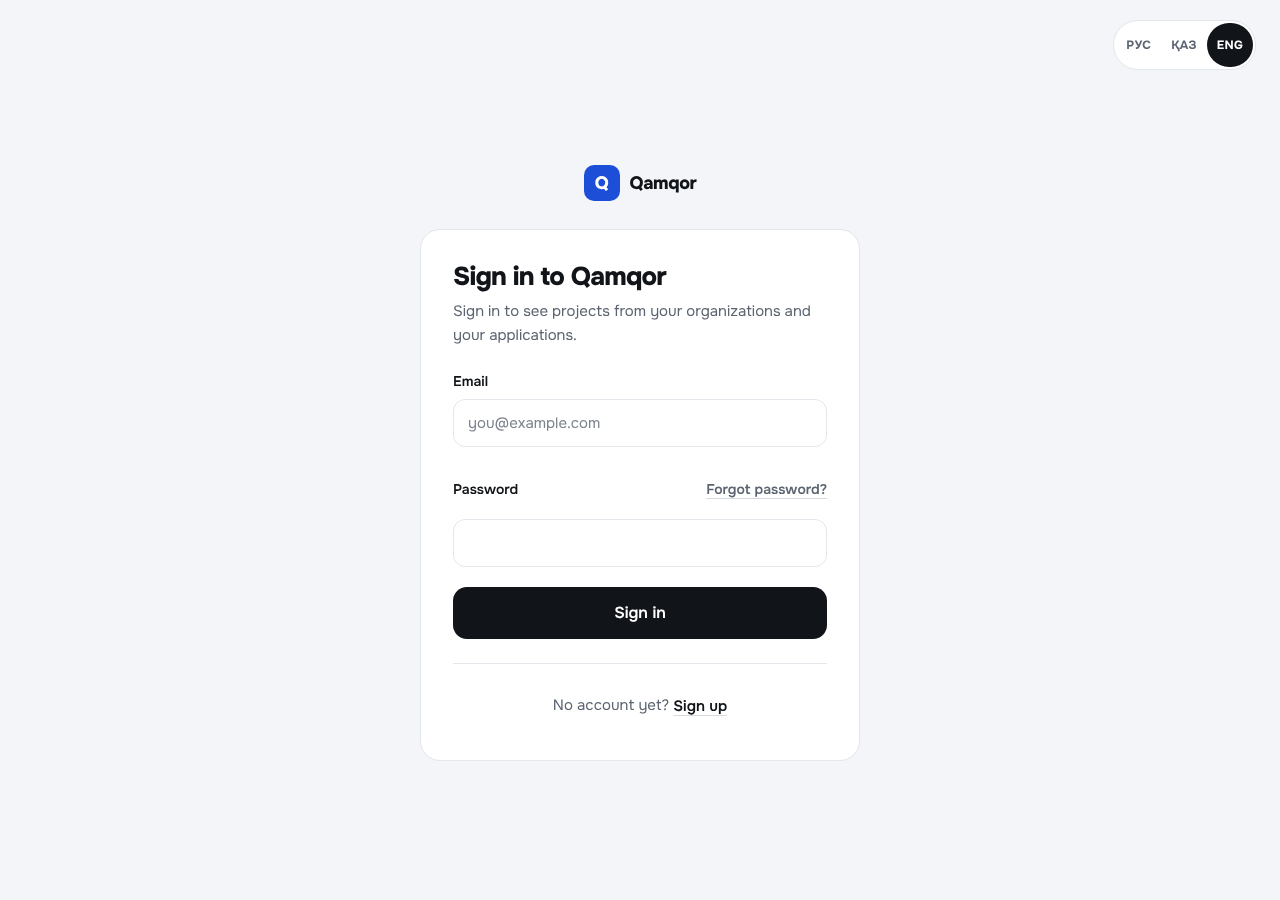 РУС ҚАЗ ENG
Q Qamqor
Sign in to Qamqor
Sign in to see projects from your organizations and
your applications.
Email
you@example.com
Password Forgot password?
Sign in
No account yet? Sign up